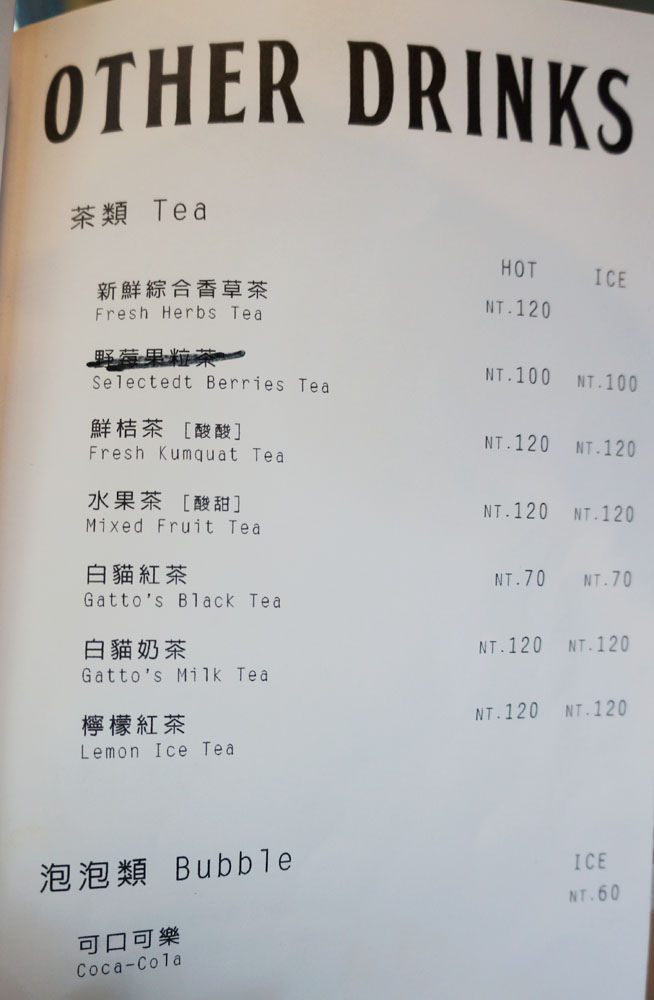 OTHER DRINKS
茶類 Tea
HOT ICE
新鮮綜合香草茶
Fresh Herbs Tea NT.120
野莓果粒茶
Selectedt Berries Tea NT.100 NT.100
鮮桔茶 [酸酸]
Fresh Kumquat Tea NT.120 NT.120
水果茶 [酸甜]
Mixed Fruit Tea NT.120 NT.120
白貓紅茶
Gatto's Black Tea NT.70 NT.70
白貓奶茶
Gatto's Milk Tea NT.120 NT.120
檸檬紅茶
Lemon Ice Tea NT.120 NT.120
泡泡類 Bubble ICE
NT.60
可口可樂
Coca-Cola